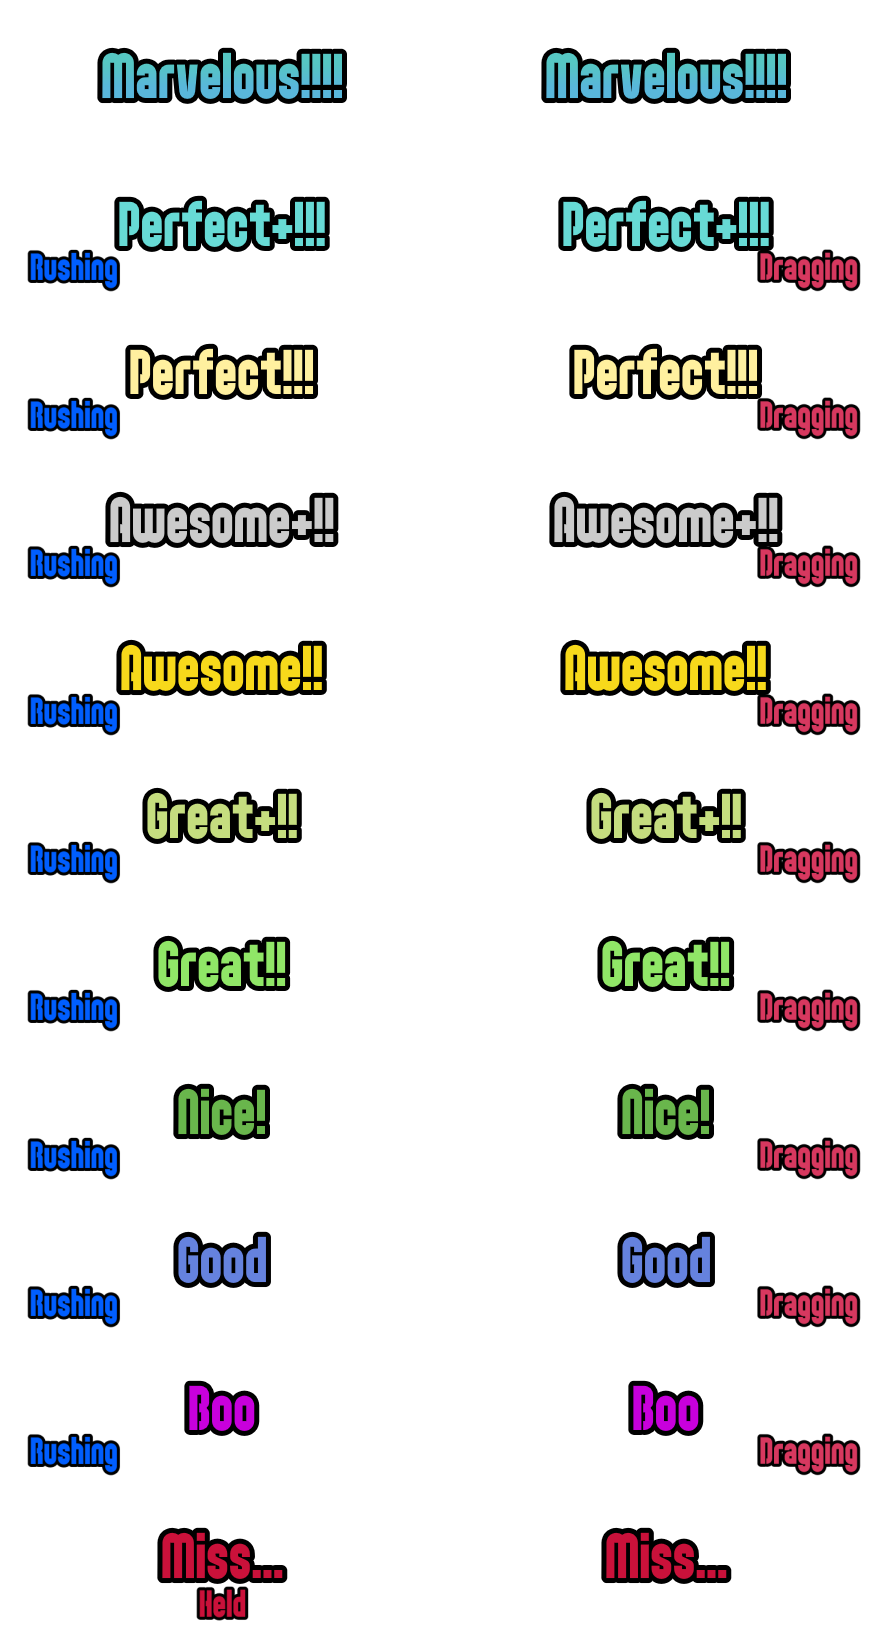 Marvelous!!!! Marvelous!!!!
Perfect+!!! Perfect+!!!
Rushing Dragging
Perfect!!! Perfect!!!
Rushing Dragging
Awesome+!! Awesome+!!
Rushing Dragging
Awesome!! Awesome!!
Rushing Dragging
Great+!! Great+!!
Rushing Dragging
Great!! Great!!
Rushing Dragging
Nice! Nice!
Rushing Dragging
Good Good
Rushing Dragging
Boo Boo
Rushing Dragging
Miss... Miss...
Held